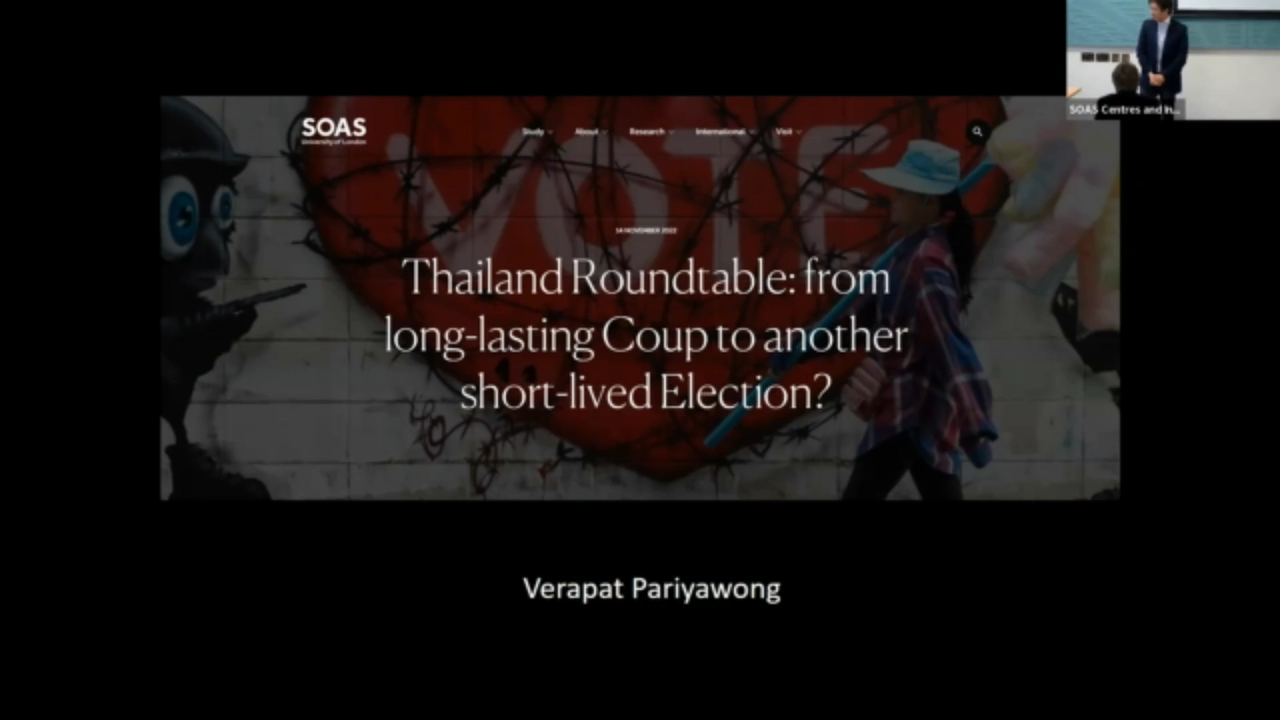 SOAS
University of London
Study
About
Research
International
Visit
VOTE
14 NOVEMBER 2022
Thailand Roundtable: from
long-lasting Coup to another
short-lived Election?
Verapat Pariyawong
SOAS Centres and In...